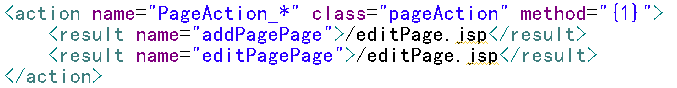 <action name="PageAction_*" class="pageAction" method="{1}">
<result name="addPagePage">/editPage.jsp</result>
<result name="editPagePage">/editPage.jsp</result>
</action>